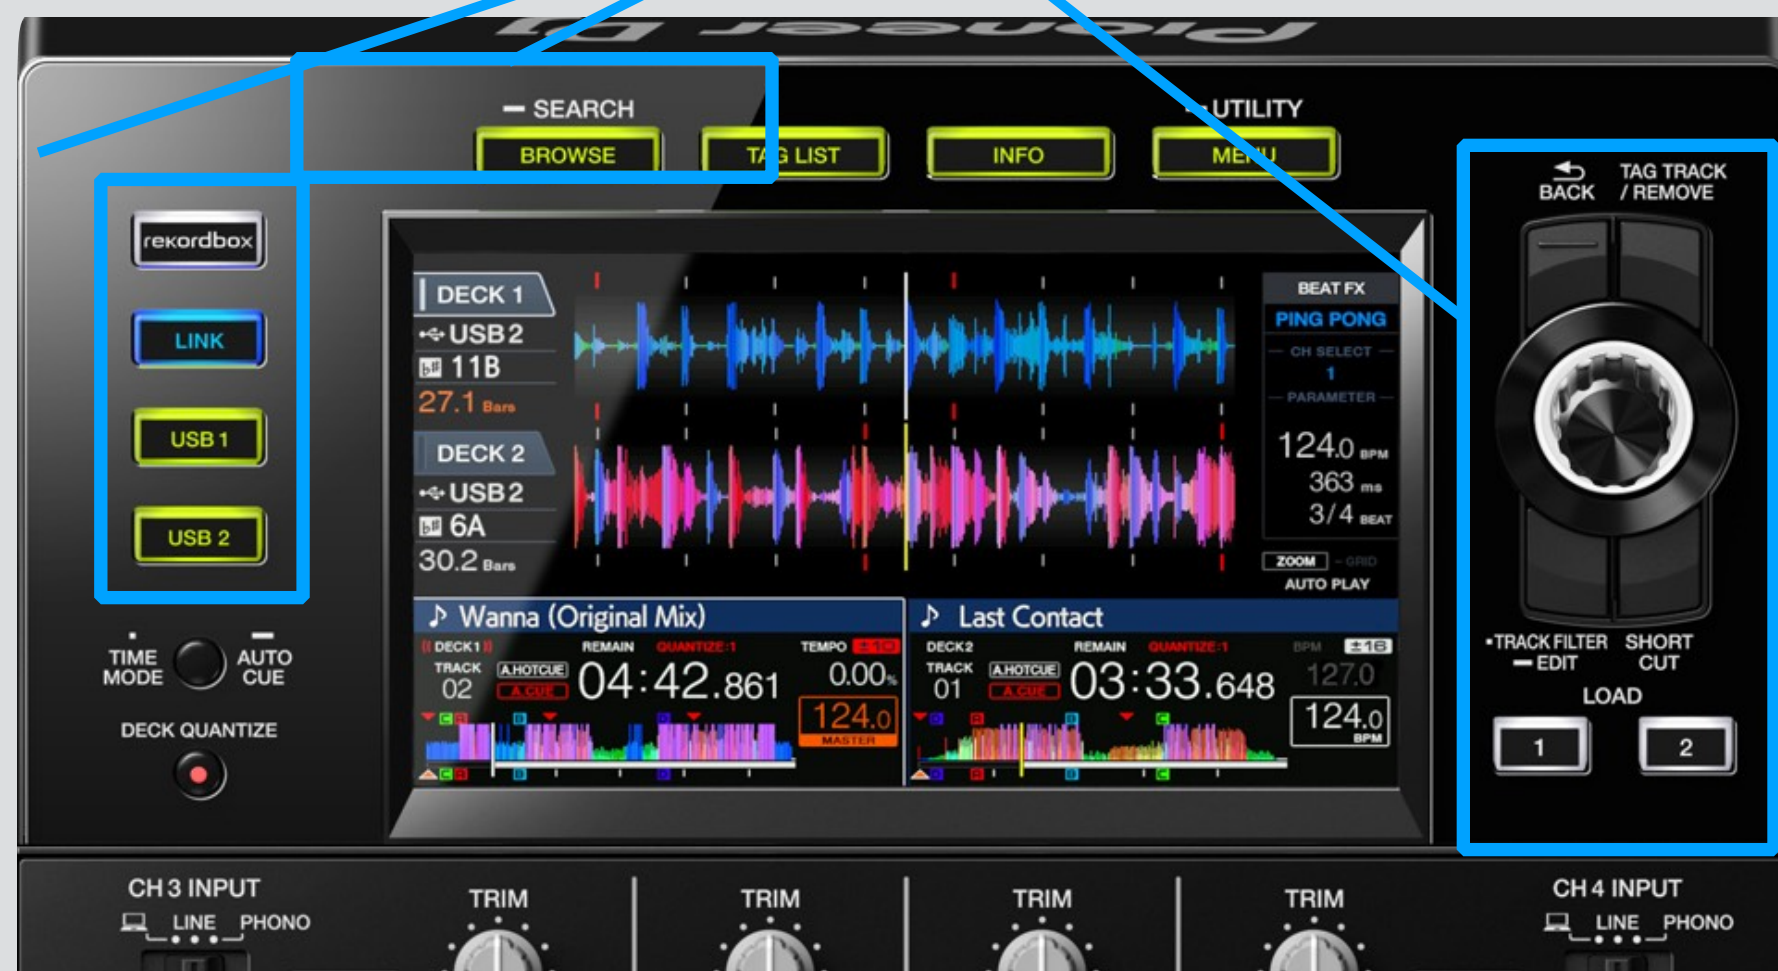 Pioneer Dj
SEARCH
UTILITY
BROWSE
TAG LIST
INFO
MENU
BACK
TAG TRACK
/ REMOVE
rekordbox
LINK
USB 1
USB 2
TIME
MODE
AUTO
CUE
DECK QUANTIZE
DECK 1
USB 2
11B
27.1 Bars
DECK 2
USB 2
6A
30.2 Bars
BEAT FX
PING PONG
CH SELECT
1
PARAMETER
124.0 BPM
363 ms
3/4 BEAT
ZOOM - GRID
AUTO PLAY
♪ Wanna (Original Mix)
DECK1
REMAIN
QUANTIZE:1
TEMPO ±10
TRACK
02
A.HOTCUE
A.CUE
04:42.861
0.00%
124.0
MASTER
♪ Last Contact
DECK2
REMAIN
QUANTIZE:1
BPM ±16
TRACK
01
A.HOTCUE
A.CUE
03:33.648
127.0
124.0
BPM
TRACK FILTER
EDIT
SHORT
CUT
LOAD
1
2
CH 3 INPUT
LINE PHONO
TRIM
TRIM
TRIM
TRIM
CH 4 INPUT
LINE PHONO